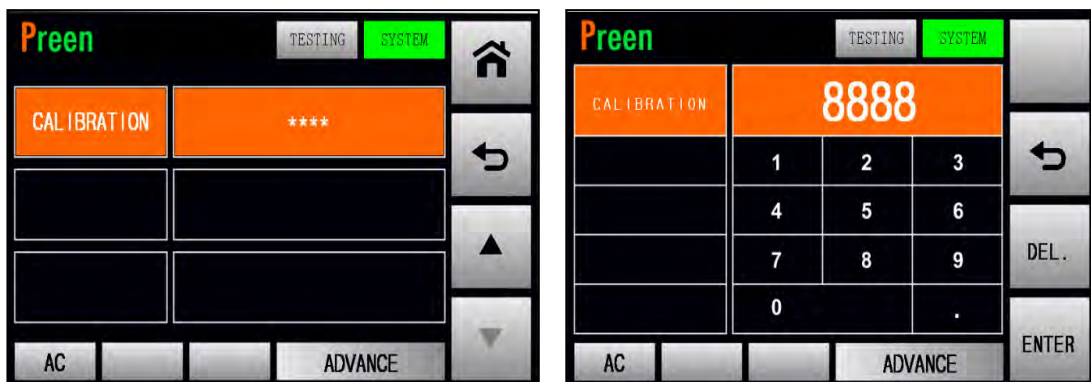 Preen TESTING SYSTEM
CALIBRATION ****
AC ADVANCE
Preen TESTING SYSTEM
CALIBRATION 8888
1 2 3
4 5 6
7 8 9 DEL.
0 .
ENTER
AC ADVANCE